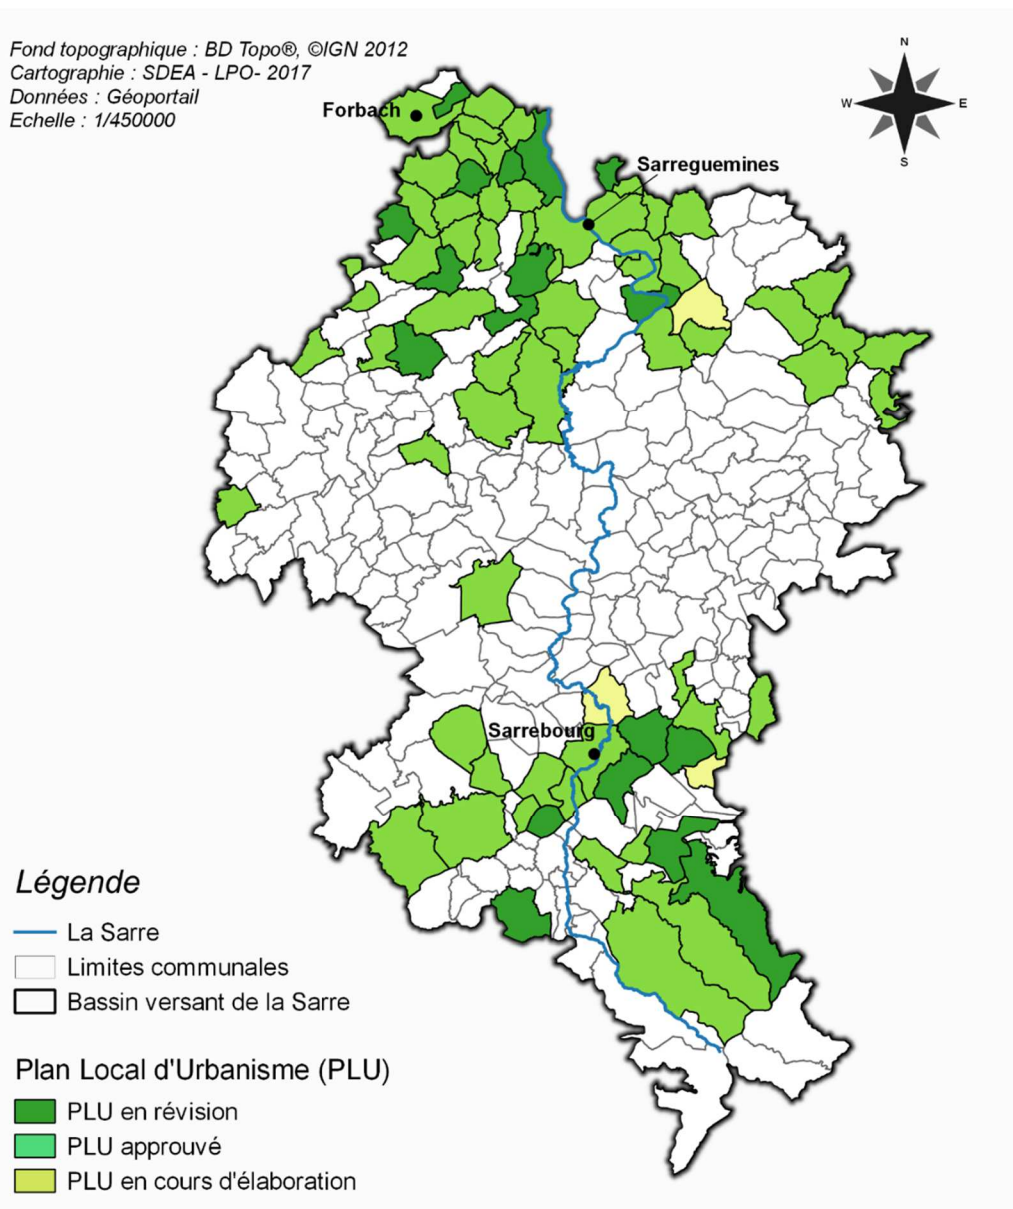 Fond topographique : BD Topo®, ©IGN 2012
Cartographie : SDEA - LPO- 2017
Données : Géoportail
Echelle : 1/450000
N
W
E
S
Forbach
Sarreguemines
Sarrebourg
Légende
La Sarre
Limites communales
Bassin versant de la Sarre
Plan Local d'Urbanisme (PLU)
PLU en révision
PLU approuvé
PLU en cours d'élaboration